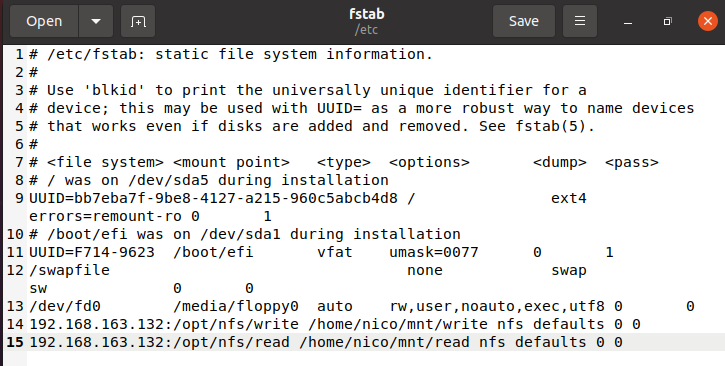 Open
fstab
/etc
Save
1 # /etc/fstab: static file system information.
2 #
3 # Use 'blkid' to print the universally unique identifier for a
4 # device; this may be used with UUID= as a more robust way to name devices
5 # that works even if disks are added and removed. See fstab(5).
6 #
7 # <file system> <mount point>   <type>  <options>       <dump>  <pass>
8 # / was on /dev/sda5 during installation
9 UUID=bb7eba7f-9be8-4127-a215-960c5abcb4d8 /               ext4
errors=remount-ro 0       1
10 # /boot/efi was on /dev/sda1 during installation
11 UUID=F714-9623  /boot/efi       vfat    umask=0077      0       1
12 /swapfile                                 none            swap
sw              0       0
13 /dev/fd0        /media/floppy0  auto    rw,user,noauto,exec,utf8 0       0
14 192.168.163.132:/opt/nfs/write /home/nico/mnt/write nfs defaults 0 0
15 192.168.163.132:/opt/nfs/read /home/nico/mnt/read nfs defaults 0 0